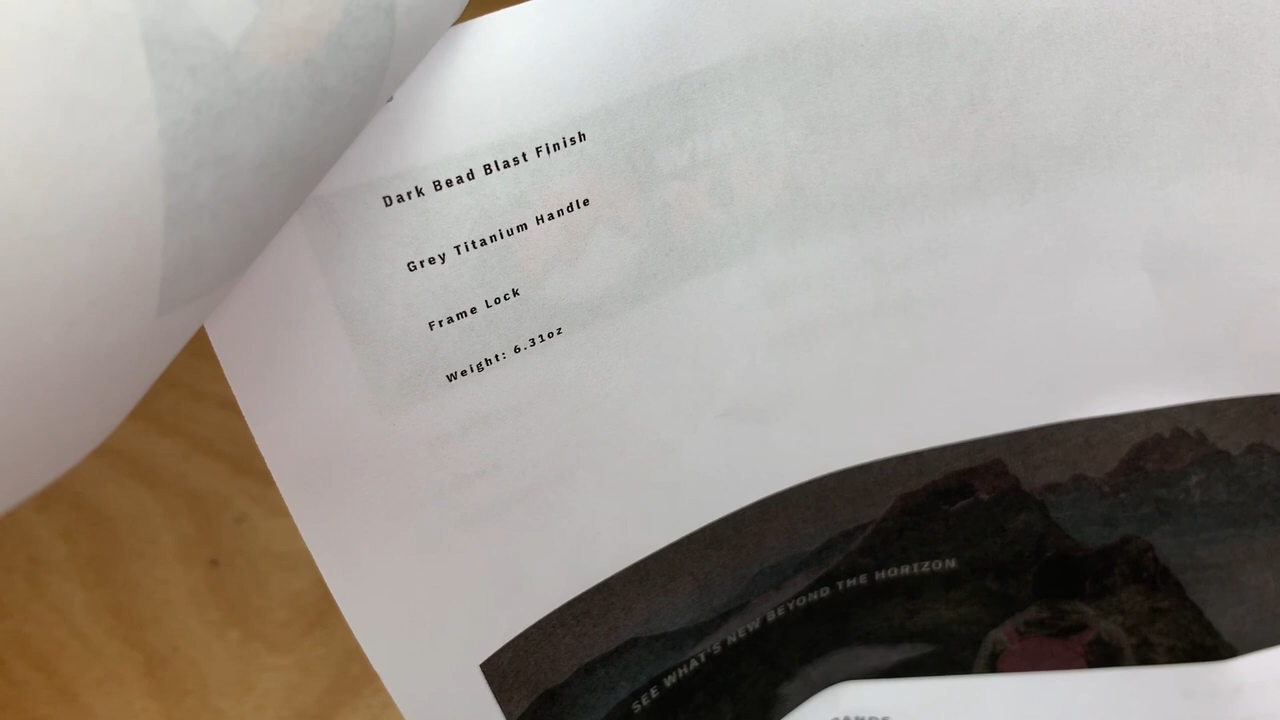 Dark Bead Blast Finish
Grey Titanium Handle
Frame Lock
Weight: 6.31oz
SEE WHAT'S NEW BEYOND THE HORIZON